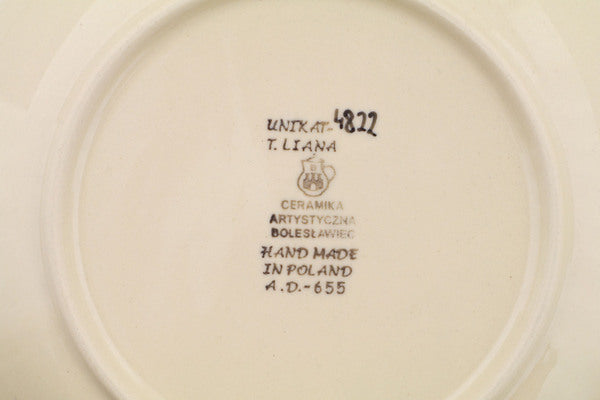 UNIKAT-4822
T. LIANA
B
CERAMIKA
ARTYSTYCZNA
BOLESŁAWIEC
HAND MADE
IN POLAND
A.D.-655